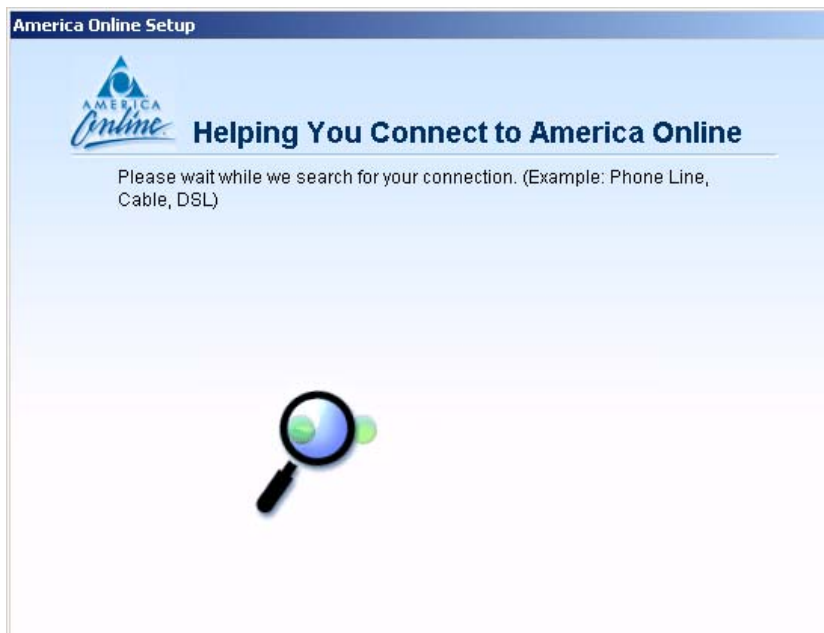 America Online Setup
AMERICA
Online
Helping You Connect to America Online
Please wait while we search for your connection. (Example: Phone Line,
Cable, DSL)